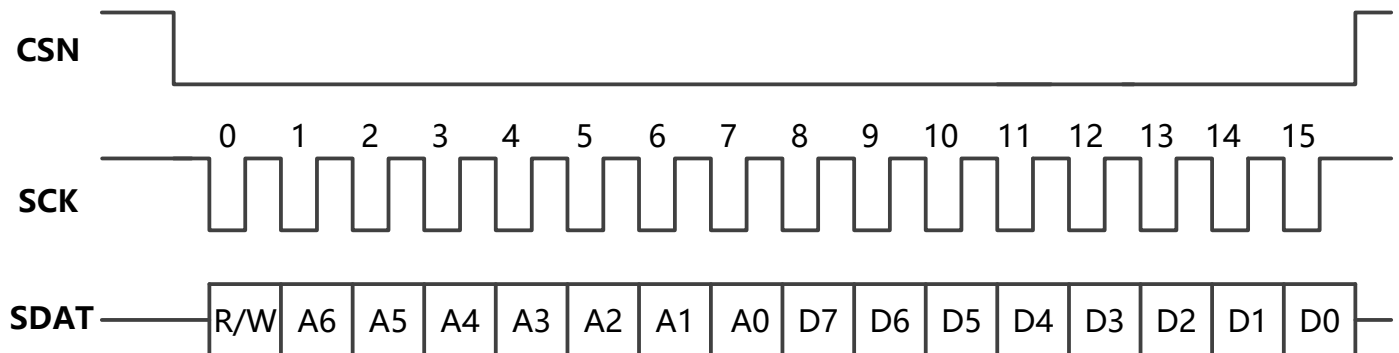 CSN
0 1 2 3 4 5 6 7 8 9 10 11 12 13 14 15
SCK
SDAT R/W A6 A5 A4 A3 A2 A1 A0 D7 D6 D5 D4 D3 D2 D1 D0